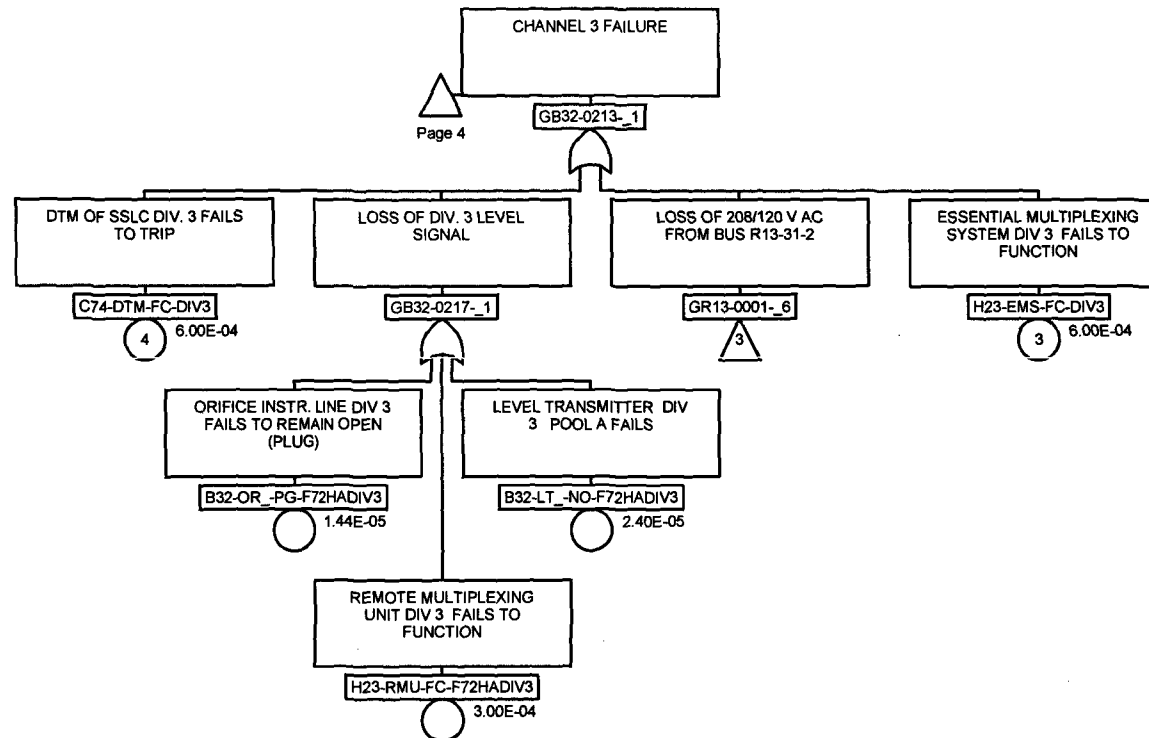 CHANNEL 3 FAILURE
Page 4
GB32-0213-_1
DTM OF SSLC DIV. 3 FAILS
TO TRIP
C74-DTM-FC-DIV3
4
6.00E-04
LOSS OF DIV. 3 LEVEL
SIGNAL
GB32-0217-_1
LOSS OF 208/120 V AC
FROM BUS R13-31-2
GR13-0001-_6
3
ESSENTIAL MULTIPLEXING
SYSTEM DIV 3 FAILS TO
FUNCTION
H23-EMS-FC-DIV3
3
6.00E-04
ORIFICE INSTR. LINE DIV 3
FAILS TO REMAIN OPEN
(PLUG)
B32-OR_-PG-F72HADIV3
1.44E-05
LEVEL TRANSMITTER DIV
3 POOL A FAILS
B32-LT_-NO-F72HADIV3
2.40E-05
REMOTE MULTIPLEXING
UNIT DIV 3 FAILS TO
FUNCTION
H23-RMU-FC-F72HADIV3
3.00E-04